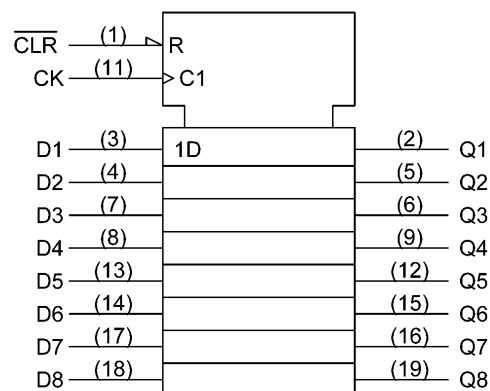 C̅L̅R̅ (1) R
CK (11) C1
D1 (3) 1D (2) Q1
D2 (4) (5) Q2
D3 (7) (6) Q3
D4 (8) (9) Q4
D5 (13) (12) Q5
D6 (14) (15) Q6
D7 (17) (16) Q7
D8 (18) (19) Q8